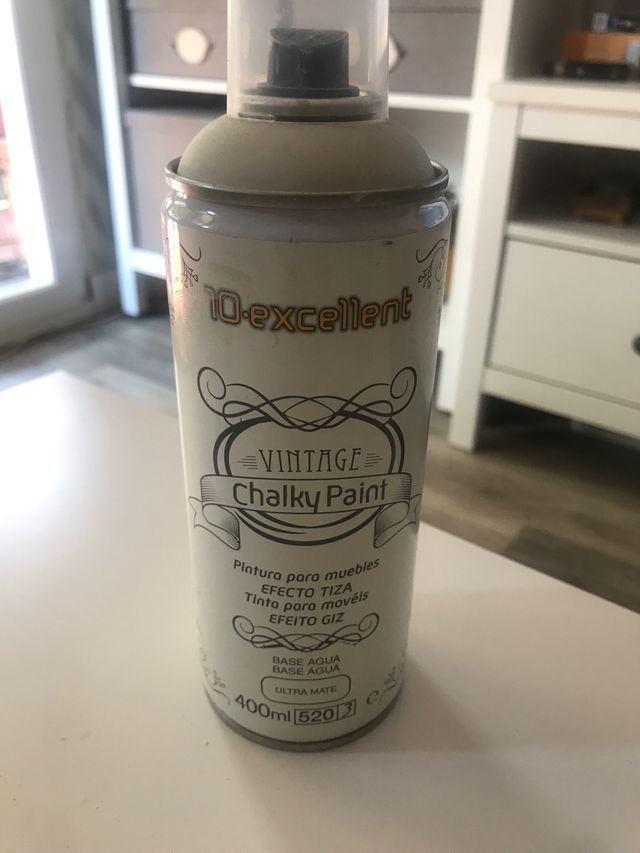 10·excellent
VINTAGE
Chalky Paint
Pintura para muebles
EFECTO TIZA
Tinta para movéis
EFEITO GIZ
BASE AGUA
BASE ÁGUA
ULTRA MATE
400ml 520 3 e